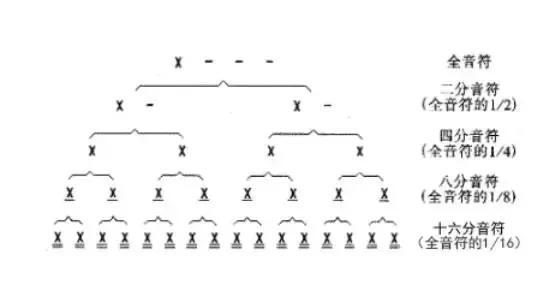 X - - - 全音符
二分音符
X - X - (全音符的1/2)
四分音符
X X X X (全音符的1/4)
八分音符
X X X X X X X X (全音符的1/8)
十六分音符
X X X X X X X X X X X X X X X X (全音符的1/16)